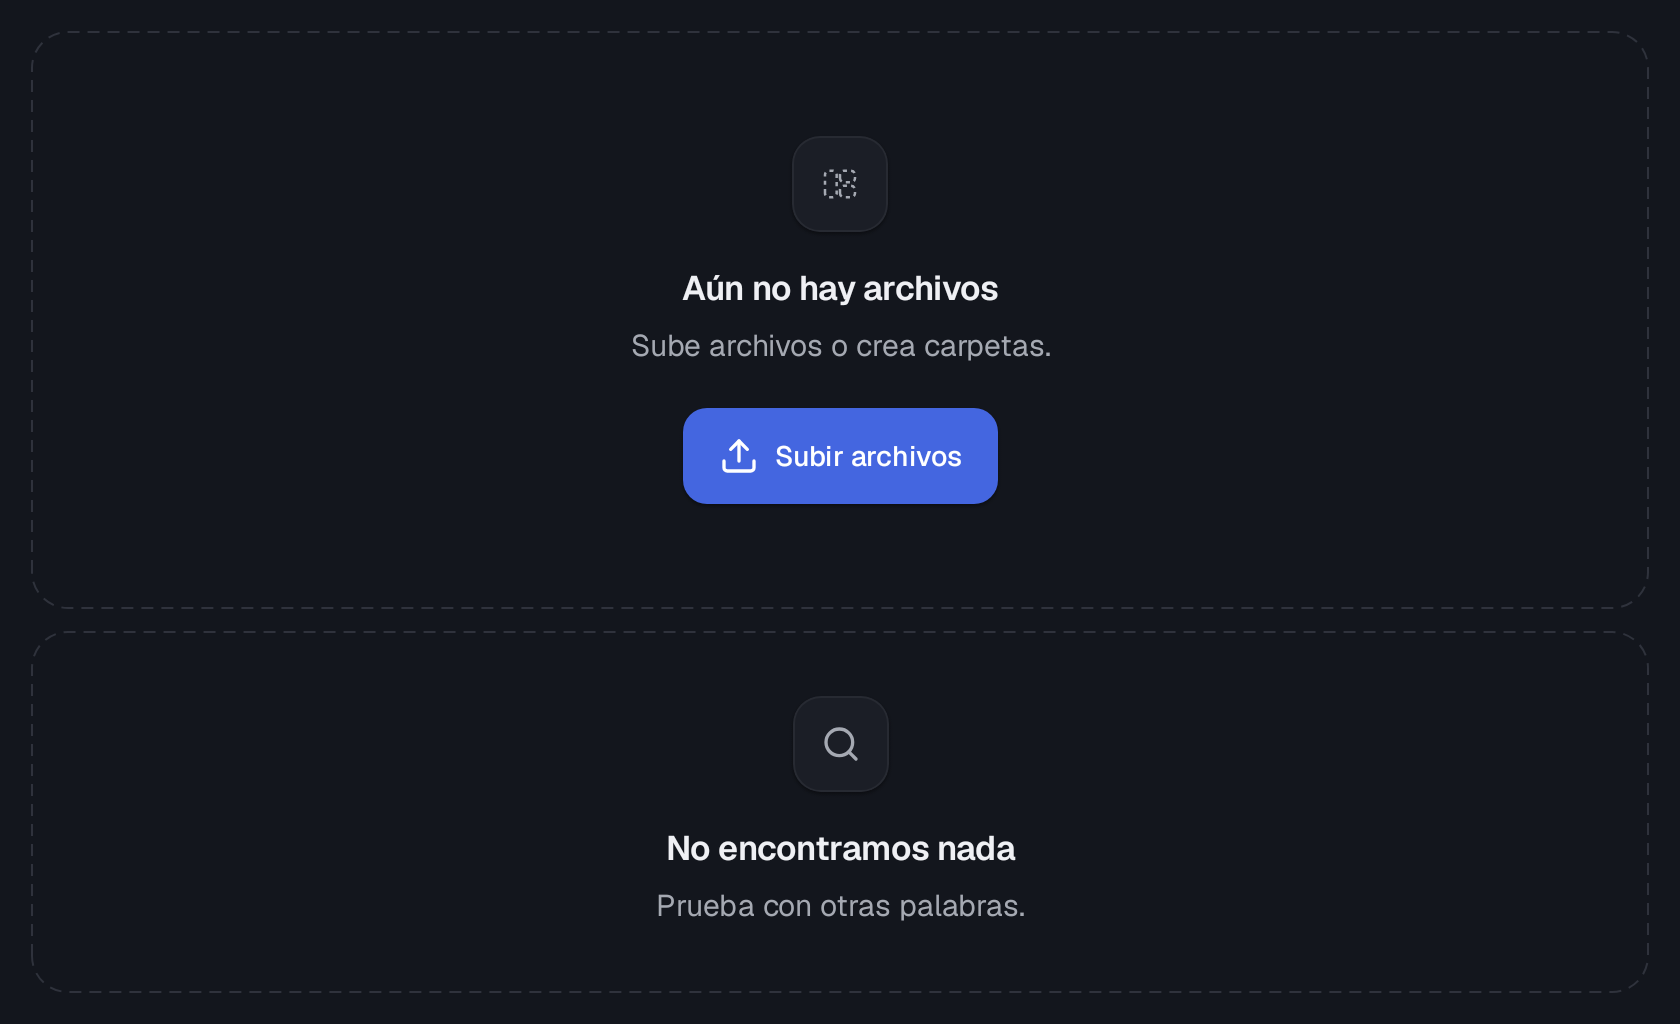 Aún no hay archivos
Sube archivos o crea carpetas.
Subir archivos
No encontramos nada
Prueba con otras palabras.